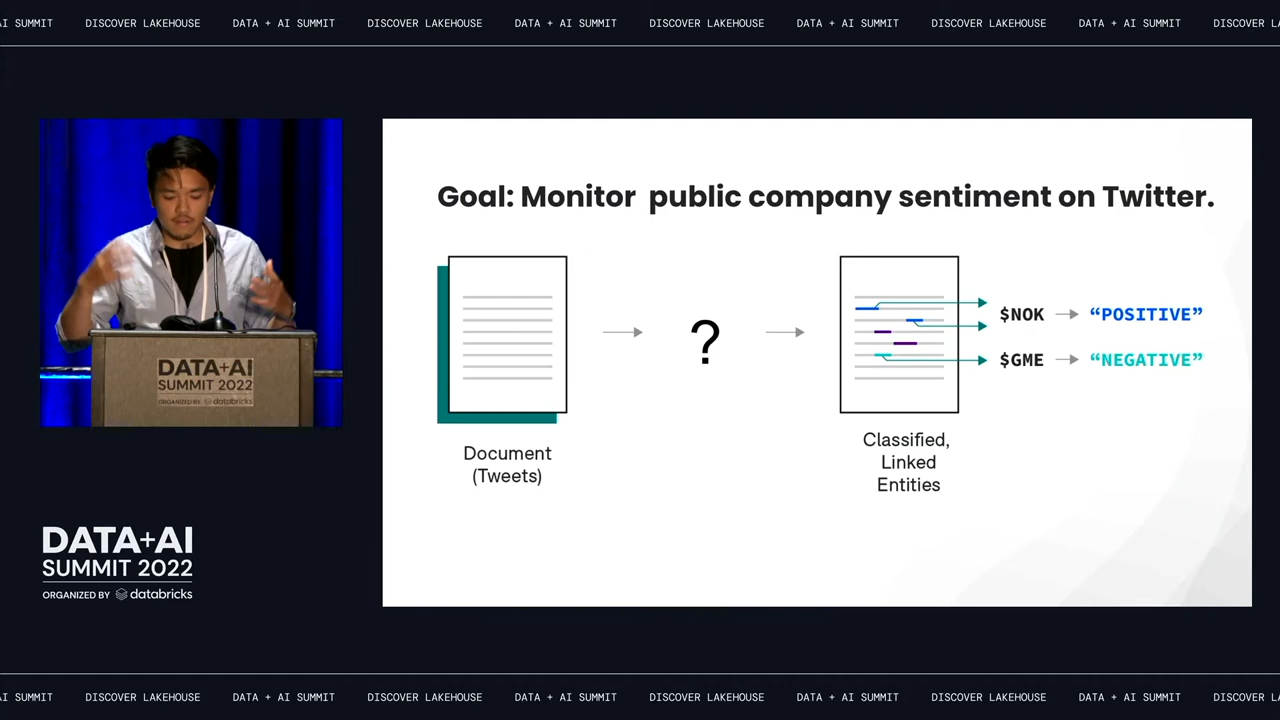 AI SUMMIT DISCOVER LAKEHOUSE DATA + AI SUMMIT DISCOVER LAKEHOUSE DATA + AI SUMMIT DISCOVER LAKEHOUSE DATA + AI SUMMIT DISCOVER LAKEHOUSE DATA + AI SUMMIT DISCOVER
Goal: Monitor public company sentiment on Twitter.
$NOK
“POSITIVE”
?
$GME
“NEGATIVE”
Document
(Tweets)
Classified,
Linked
Entities
DATA+AI
SUMMIT 2022
ORGANIZED BY databricks
DATA+AI
SUMMIT 2022
ORGANIZED BY databricks
AI SUMMIT DISCOVER LAKEHOUSE DATA + AI SUMMIT DISCOVER LAKEHOUSE DATA + AI SUMMIT DISCOVER LAKEHOUSE DATA + AI SUMMIT DISCOVER LAKEHOUSE DATA + AI SUMMIT DISCOVER